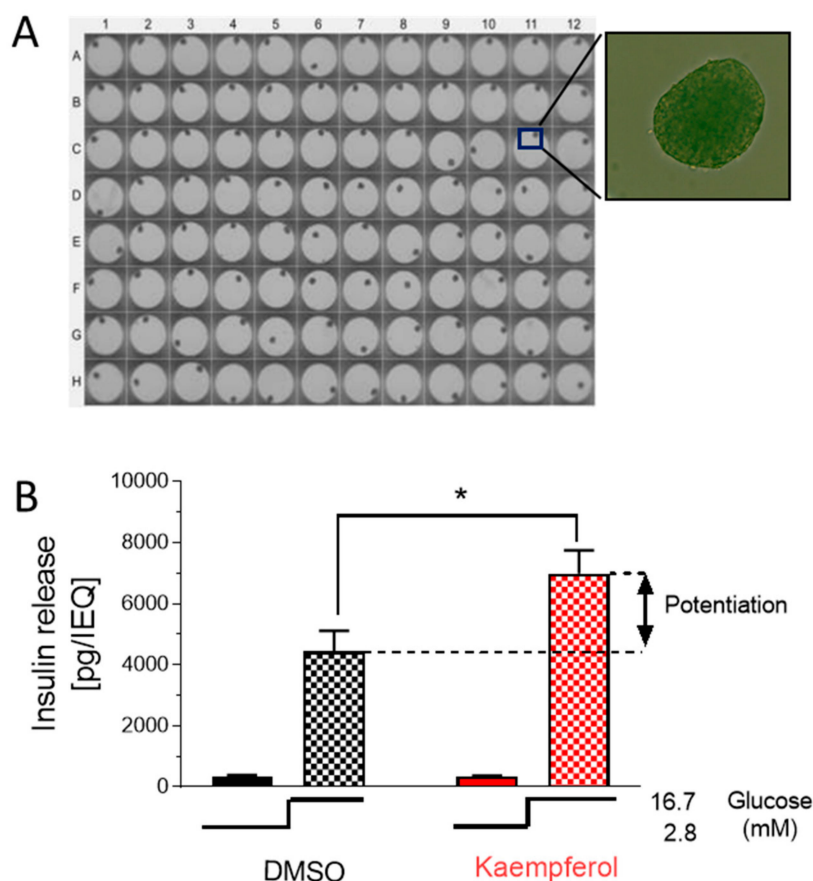 A
1 2 3 4 5 6 7 8 9 10 11 12
A
B
C
D
E
F
G
H
B
10000
8000
6000
4000
2000
0
Insulin release
[pg/IEQ]
*
Potentiation
16.7 Glucose
2.8 (mM)
DMSO Kaempferol